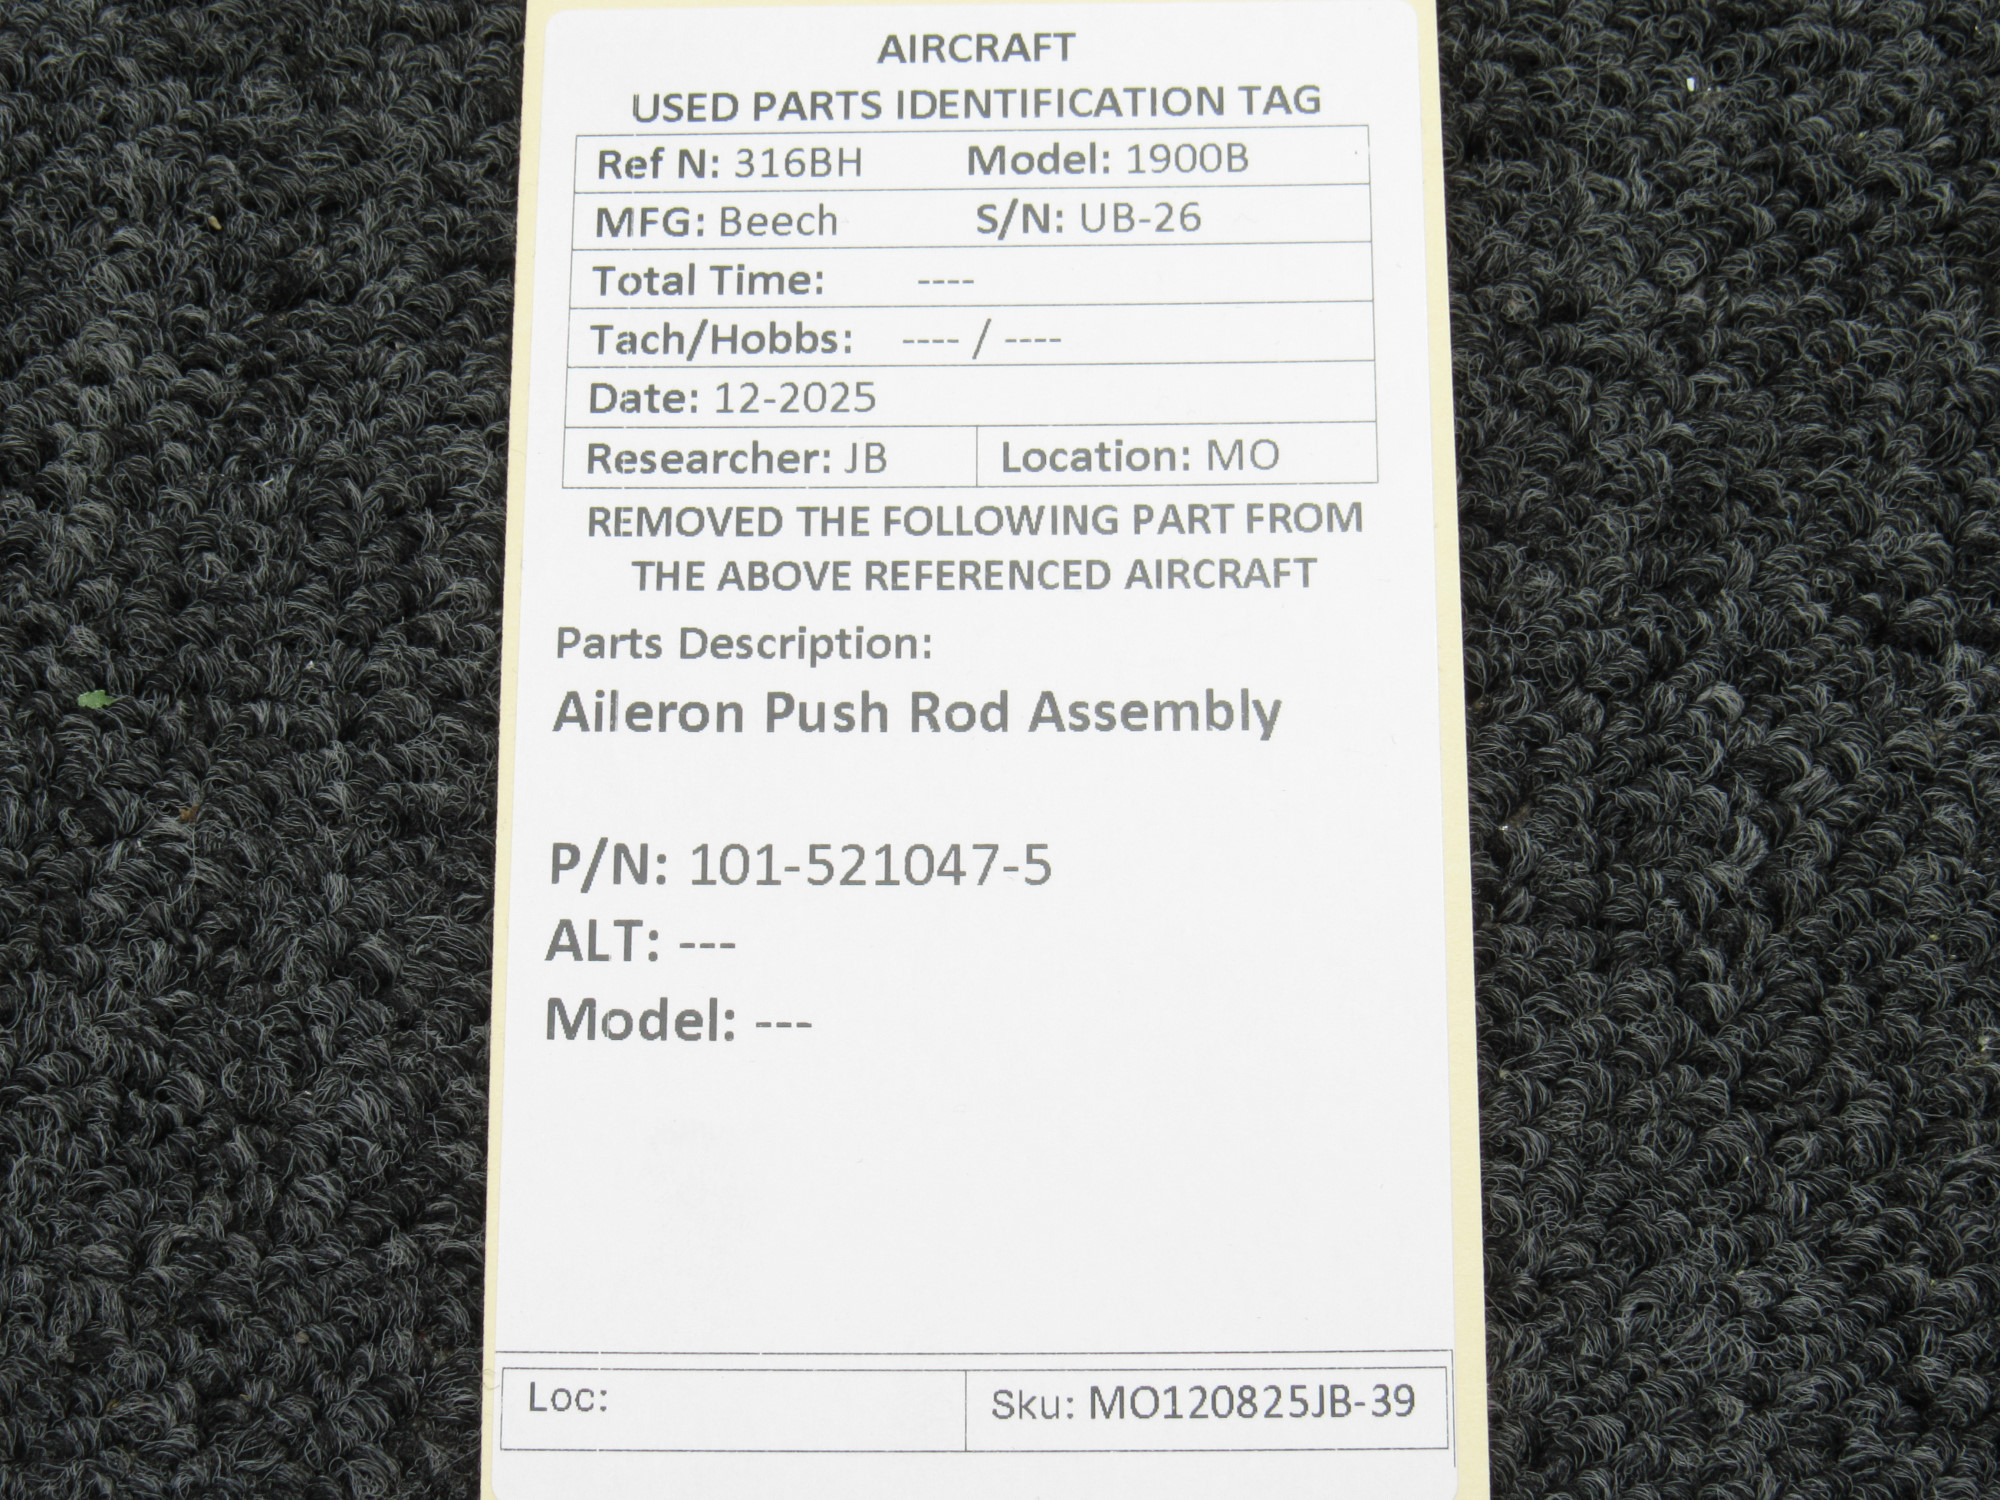 AIRCRAFT
USED PARTS IDENTIFICATION TAG
Ref N: 316BH Model: 1900B
MFG: Beech S/N: UB-26
Total Time: ----
Tach/Hobbs: ---- / ----
Date: 12-2025
Researcher: JB Location: MO
REMOVED THE FOLLOWING PART FROM
THE ABOVE REFERENCED AIRCRAFT
Parts Description:
Aileron Push Rod Assembly
P/N: 101-521047-5
ALT: ---
Model: ---
Loc: Sku: MO120825JB-39